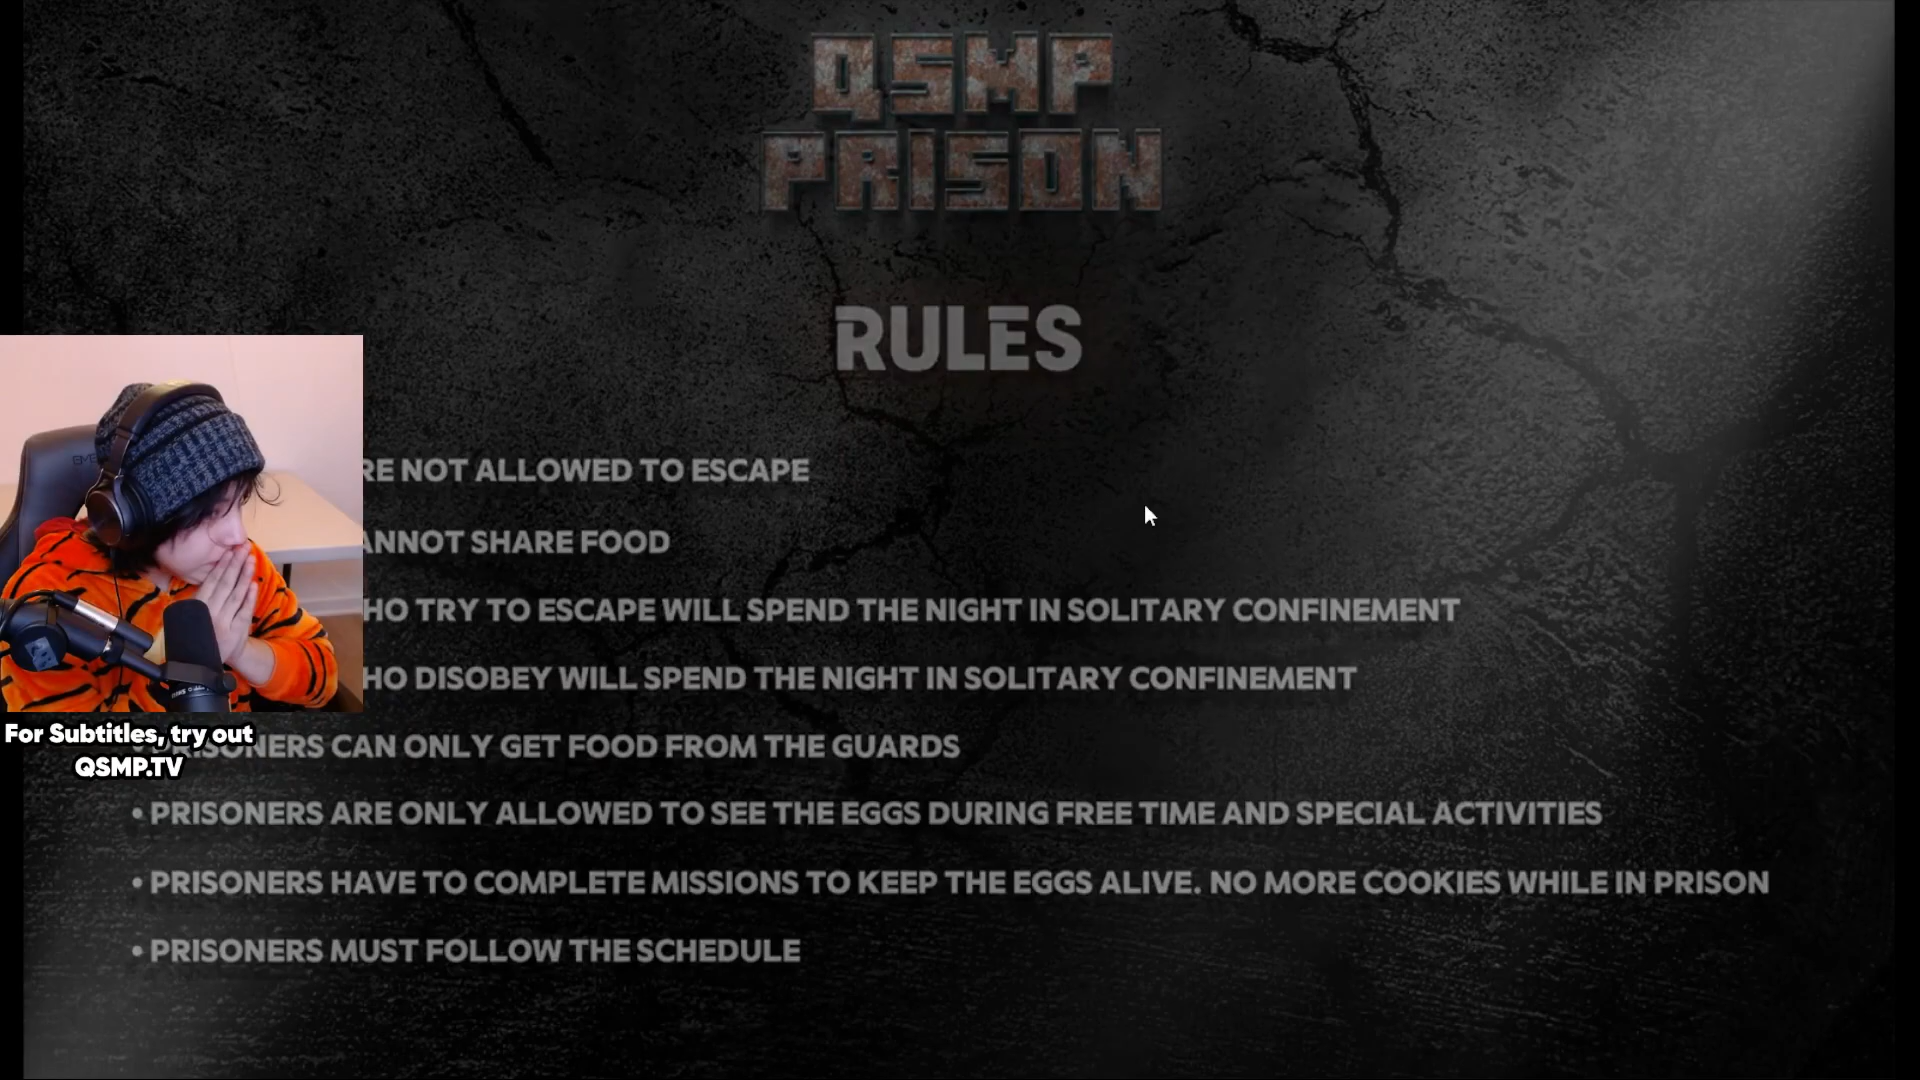 QSMP
PRISON
RULES
RE NOT ALLOWED TO ESCAPE
ANNOT SHARE FOOD
HO TRY TO ESCAPE WILL SPEND THE NIGHT IN SOLITARY CONFINEMENT
HO DISOBEY WILL SPEND THE NIGHT IN SOLITARY CONFINEMENT
For Subtitles, try out
QSMP.TV
• PRISONERS CAN ONLY GET FOOD FROM THE GUARDS
• PRISONERS ARE ONLY ALLOWED TO SEE THE EGGS DURING FREE TIME AND SPECIAL ACTIVITIES
• PRISONERS HAVE TO COMPLETE MISSIONS TO KEEP THE EGGS ALIVE. NO MORE COOKIES WHILE IN PRISON
• PRISONERS MUST FOLLOW THE SCHEDULE